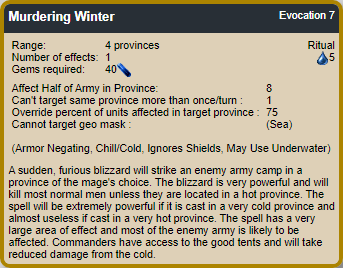 Murdering Winter Evocation 7
Range: 4 provinces Ritual
Number of effects: 1 5
Gems required: 40
Affect Half of Army in Province: 8
Can't target same province more than once/turn : 1
Override percent of units affected in target province : 75
Cannot target geo mask : (Sea)
(Armor Negating, Chill/Cold, Ignores Shields, May Use Underwater)
A sudden, furious blizzard will strike an enemy army camp in a
province of the mage's choice. The blizzard is very powerful and will
kill most normal men unless they are located in a hot province. The
spell will be extremely powerful if it is cast in a very cold province and
almost useless if cast in a very hot province. The spell has a very
large area of effect and most of the enemy army is likely to be
affected. Commanders have access to the good tents and will take
reduced damage from the cold.